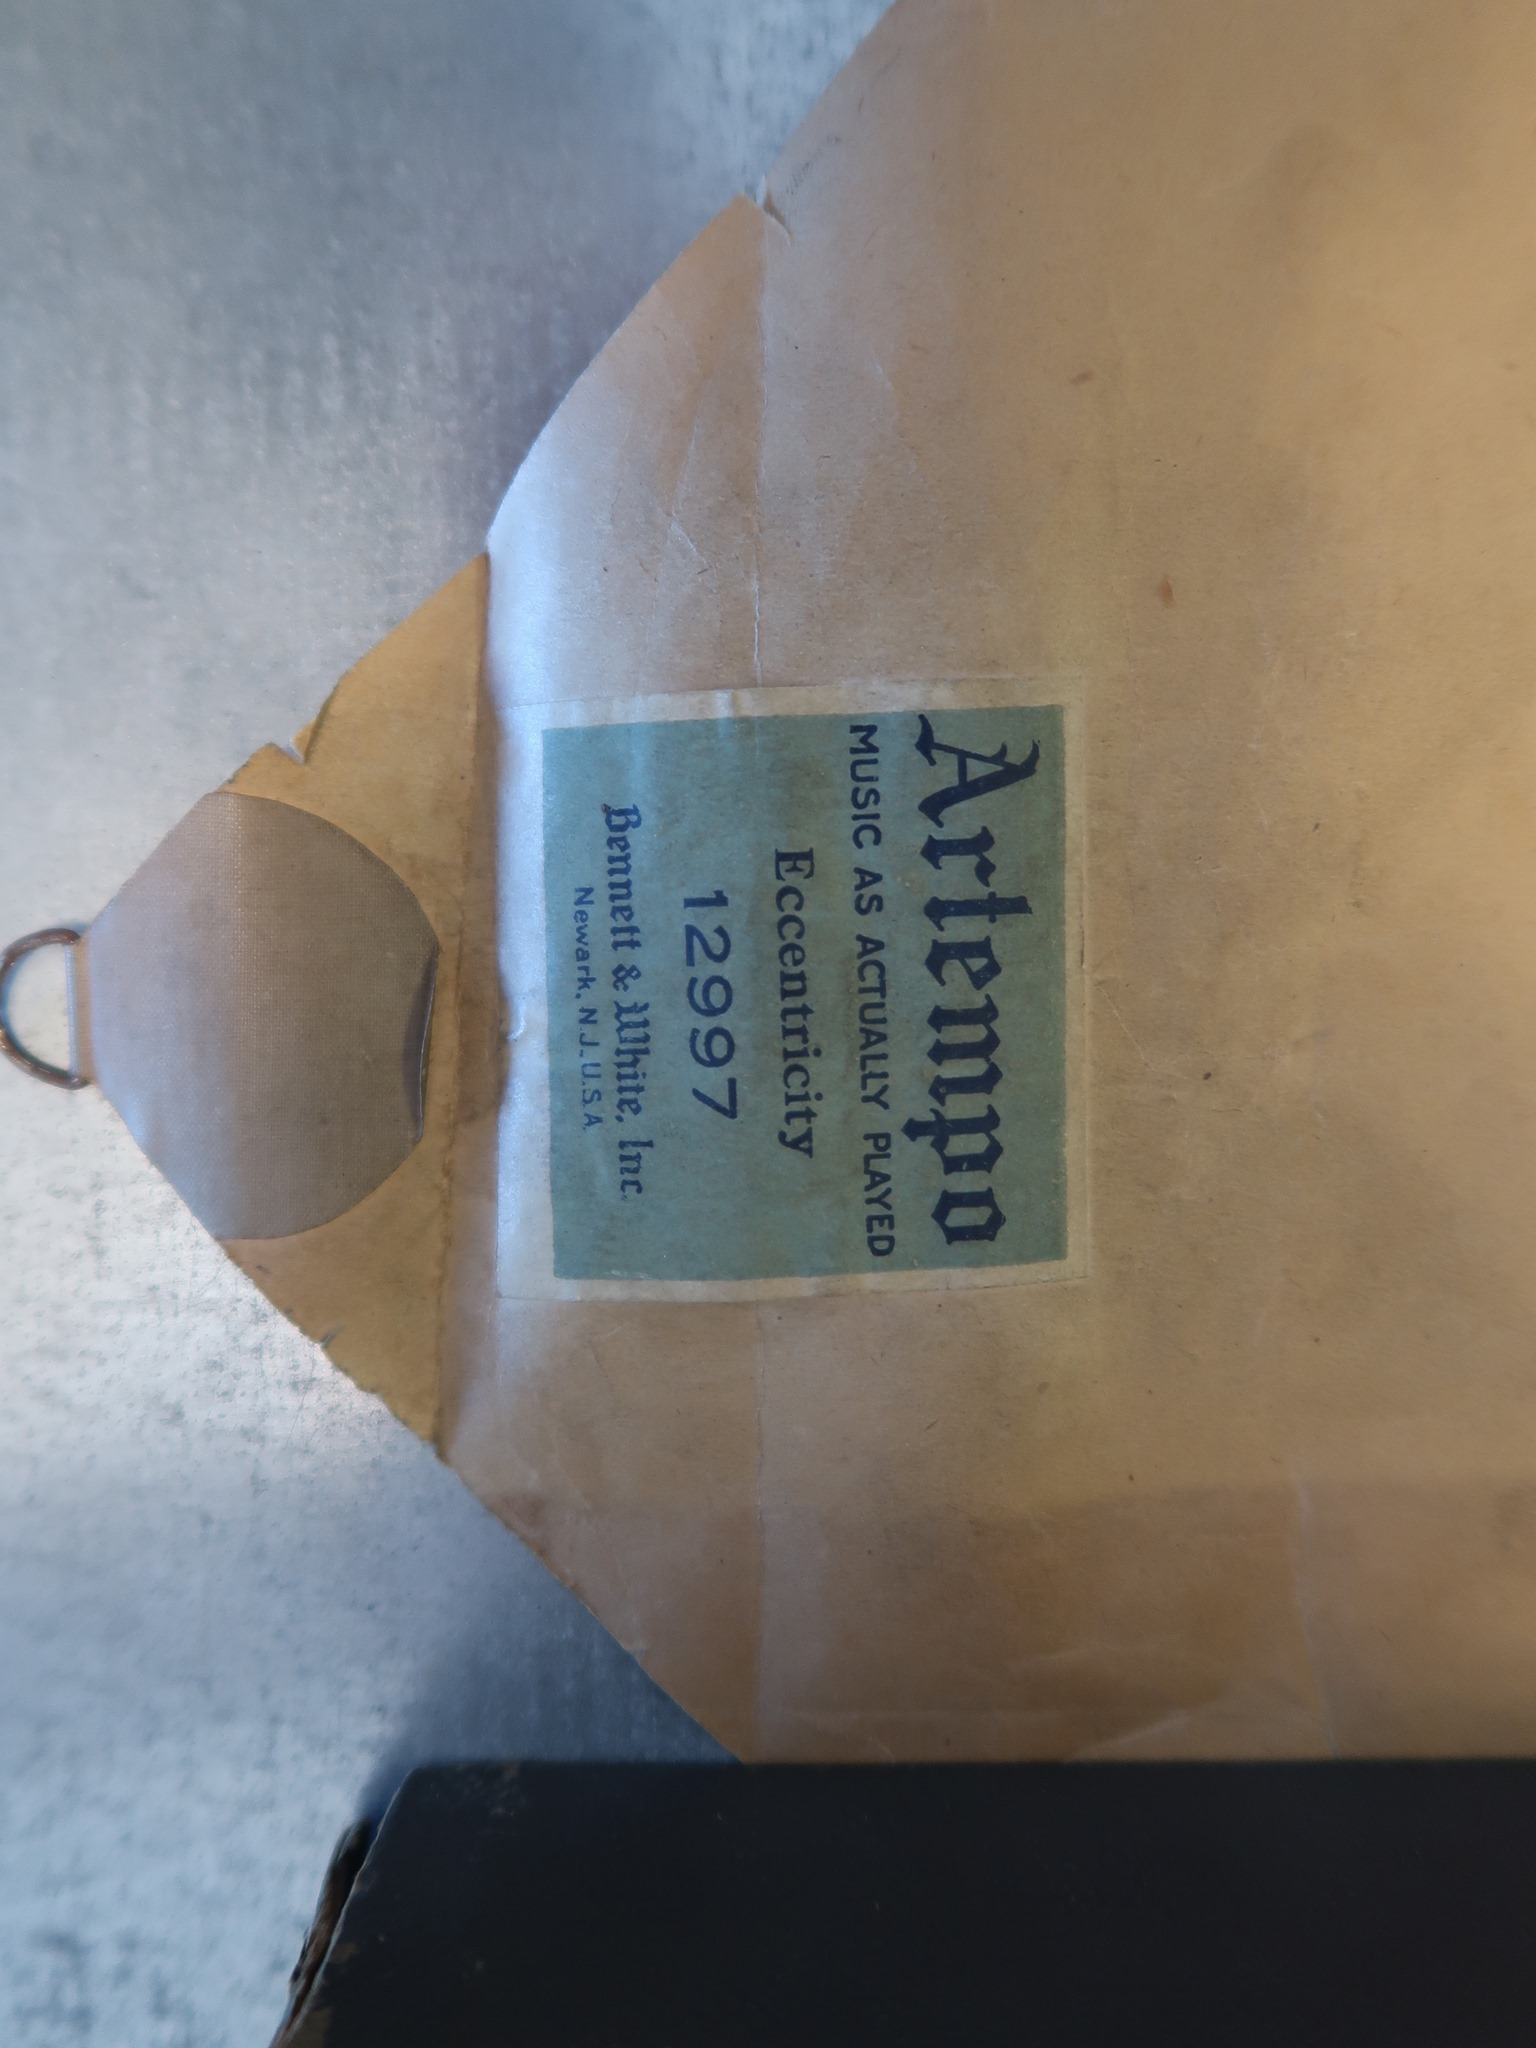 Artempo
MUSIC AS ACTUALLY PLAYED
Eccentricity
12997
Bennett & White, Inc.
Newark, N.J., U.S.A.